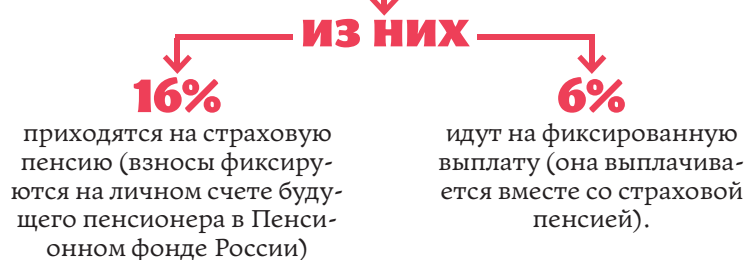 из них
16%
приходятся на страховую
пенсию (взносы фиксиру-
ются на личном счете буду-
щего пенсионера в Пенси-
онном фонде России)
6%
идут на фиксированную
выплату (она выплачива-
ется вместе со страховой
пенсией).